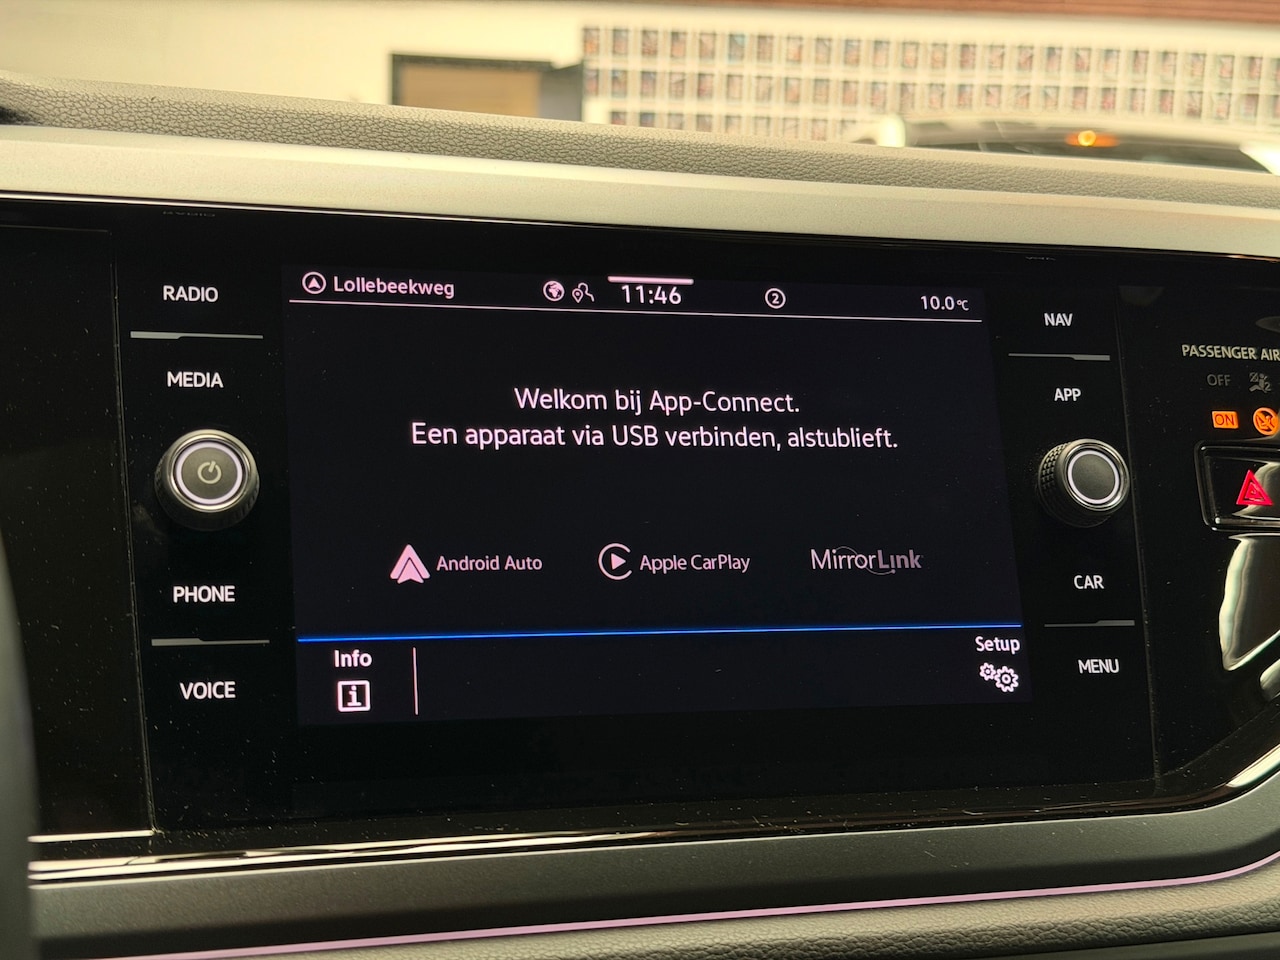 RADIO
MEDIA
PHONE
VOICE
Lollebeekweg
11:46
2
10.0°C
Welkom bij App-Connect.
Een apparaat via USB verbinden, alstublieft.
Android Auto
Apple CarPlay
MirrorLink
Info
i
Setup
NAV
APP
CAR
MENU
PASSENGER AIR
OFF
ON